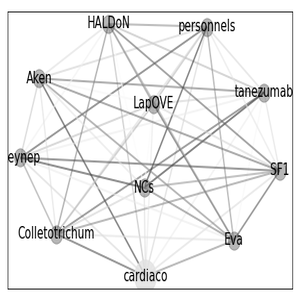 HALDoN
personnels
Aken
tanezumab
LapOVE
eynep
SF1
NCs
Colletotrichum
Eva
cardiaco